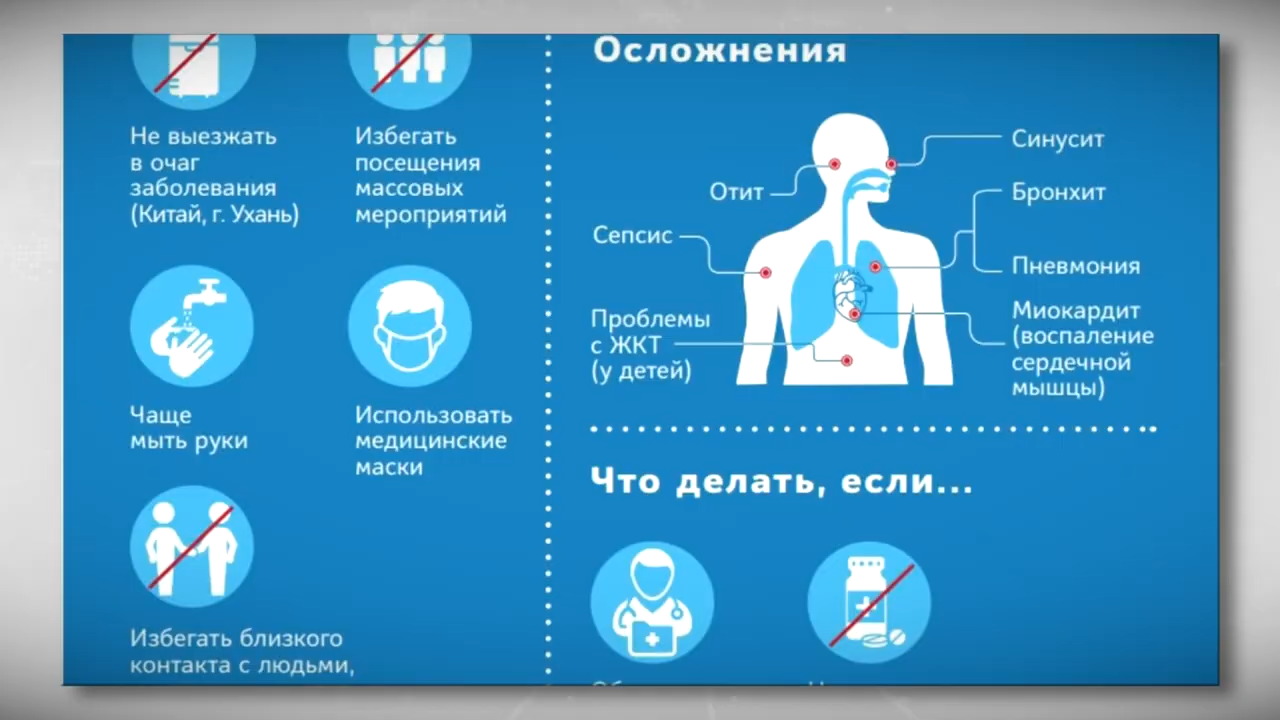 Не выезжать
в очаг
заболевания
(Китай, г. Ухань)
Избегать
посещения
массовых
мероприятий
Чаще
мыть руки
Использовать
медицинские
маски
Избегать близкого
контакта с людьми,
Осложнения
Отит
Сепсис
Проблемы
с ЖКТ
(у детей)
Синусит
Бронхит
Пневмония
Миокардит
(воспаление
сердечной
мышцы)
Что делать, если...